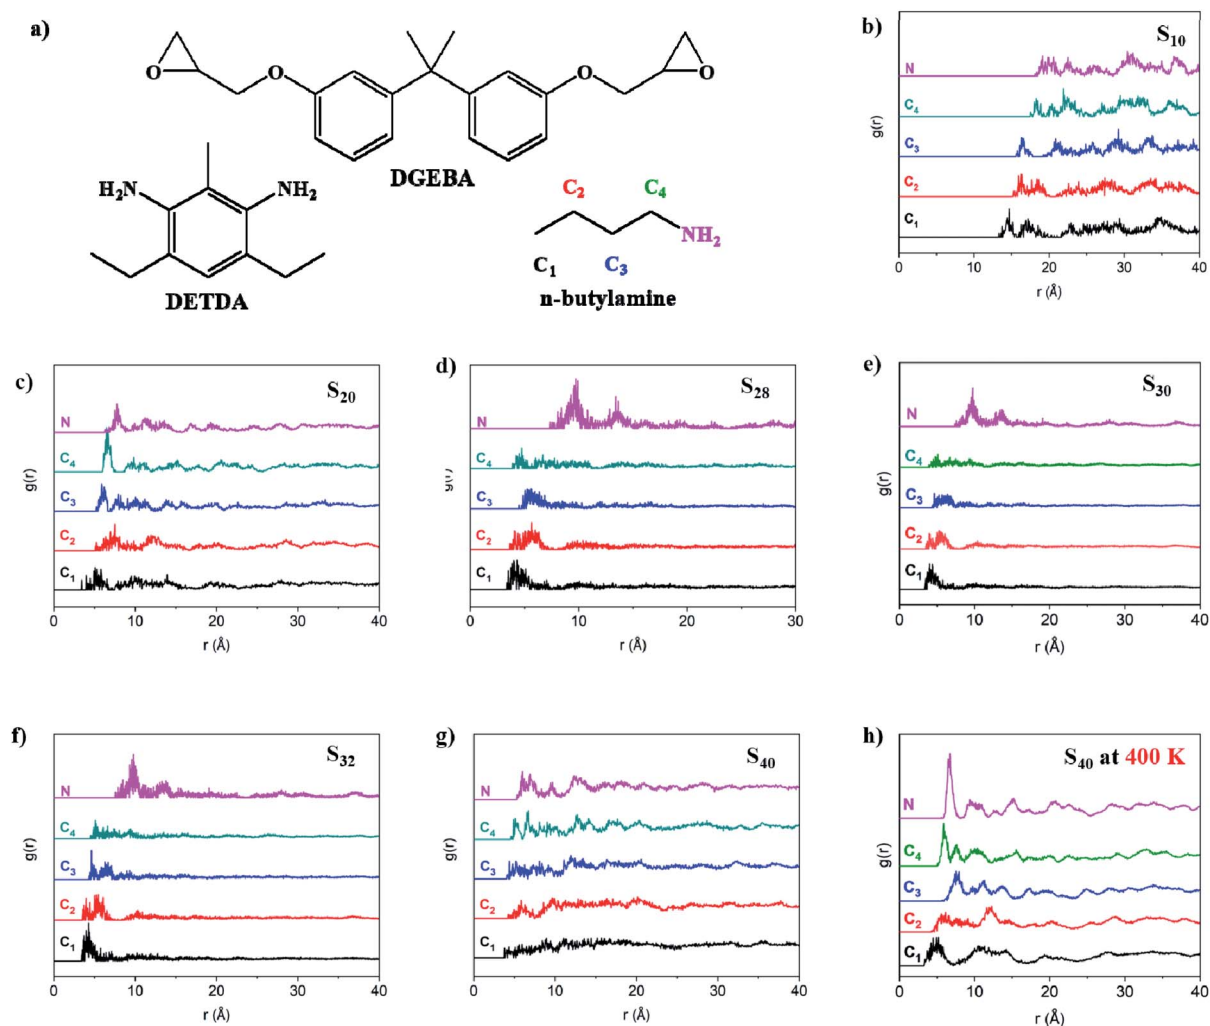 a)
O
O
O
O
DGEBA
H₂N
NH₂
DETDA
C₂
C₄
NH₂
C₁
C₃
n-butylamine
b)
S₁₀
g(r)
N
C₄
C₃
C₂
C₁
0 10 20 30 40
r (Å)
c)
S₂₀
g(r)
N
C₄
C₃
C₂
C₁
0 10 20 30 40
r (Å)
d)
S₂₈
N
C₄
C₃
C₂
C₁
0 10 20 30
r (Å)
e)
S₃₀
g(r)
N
C₄
C₃
C₂
C₁
0 10 20 30 40
r (Å)
f)
S₃₂
g(r)
N
C₄
C₃
C₂
C₁
0 10 20 30 40
r (Å)
g)
S₄₀
g(r)
N
C₄
C₃
C₂
C₁
0 10 20 30 40
r (Å)
h)
S₄₀ at 400 K
g(r)
N
C₄
C₃
C₂
C₁
0 10 20 30 40
r (Å)